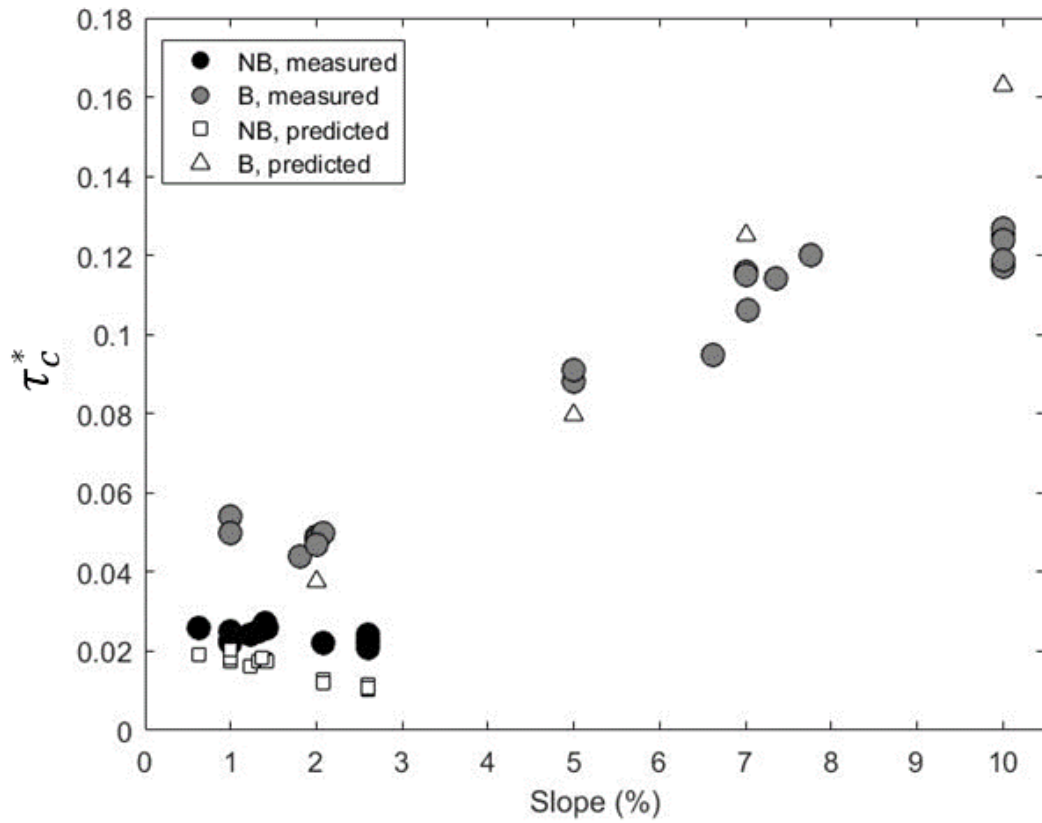 0.18
0.16
0.14
0.12
0.1
0.08
0.06
0.04
0.02
0
τc*
NB, measured
B, measured
NB, predicted
B, predicted
0 1 2 3 4 5 6 7 8 9 10
Slope (%)